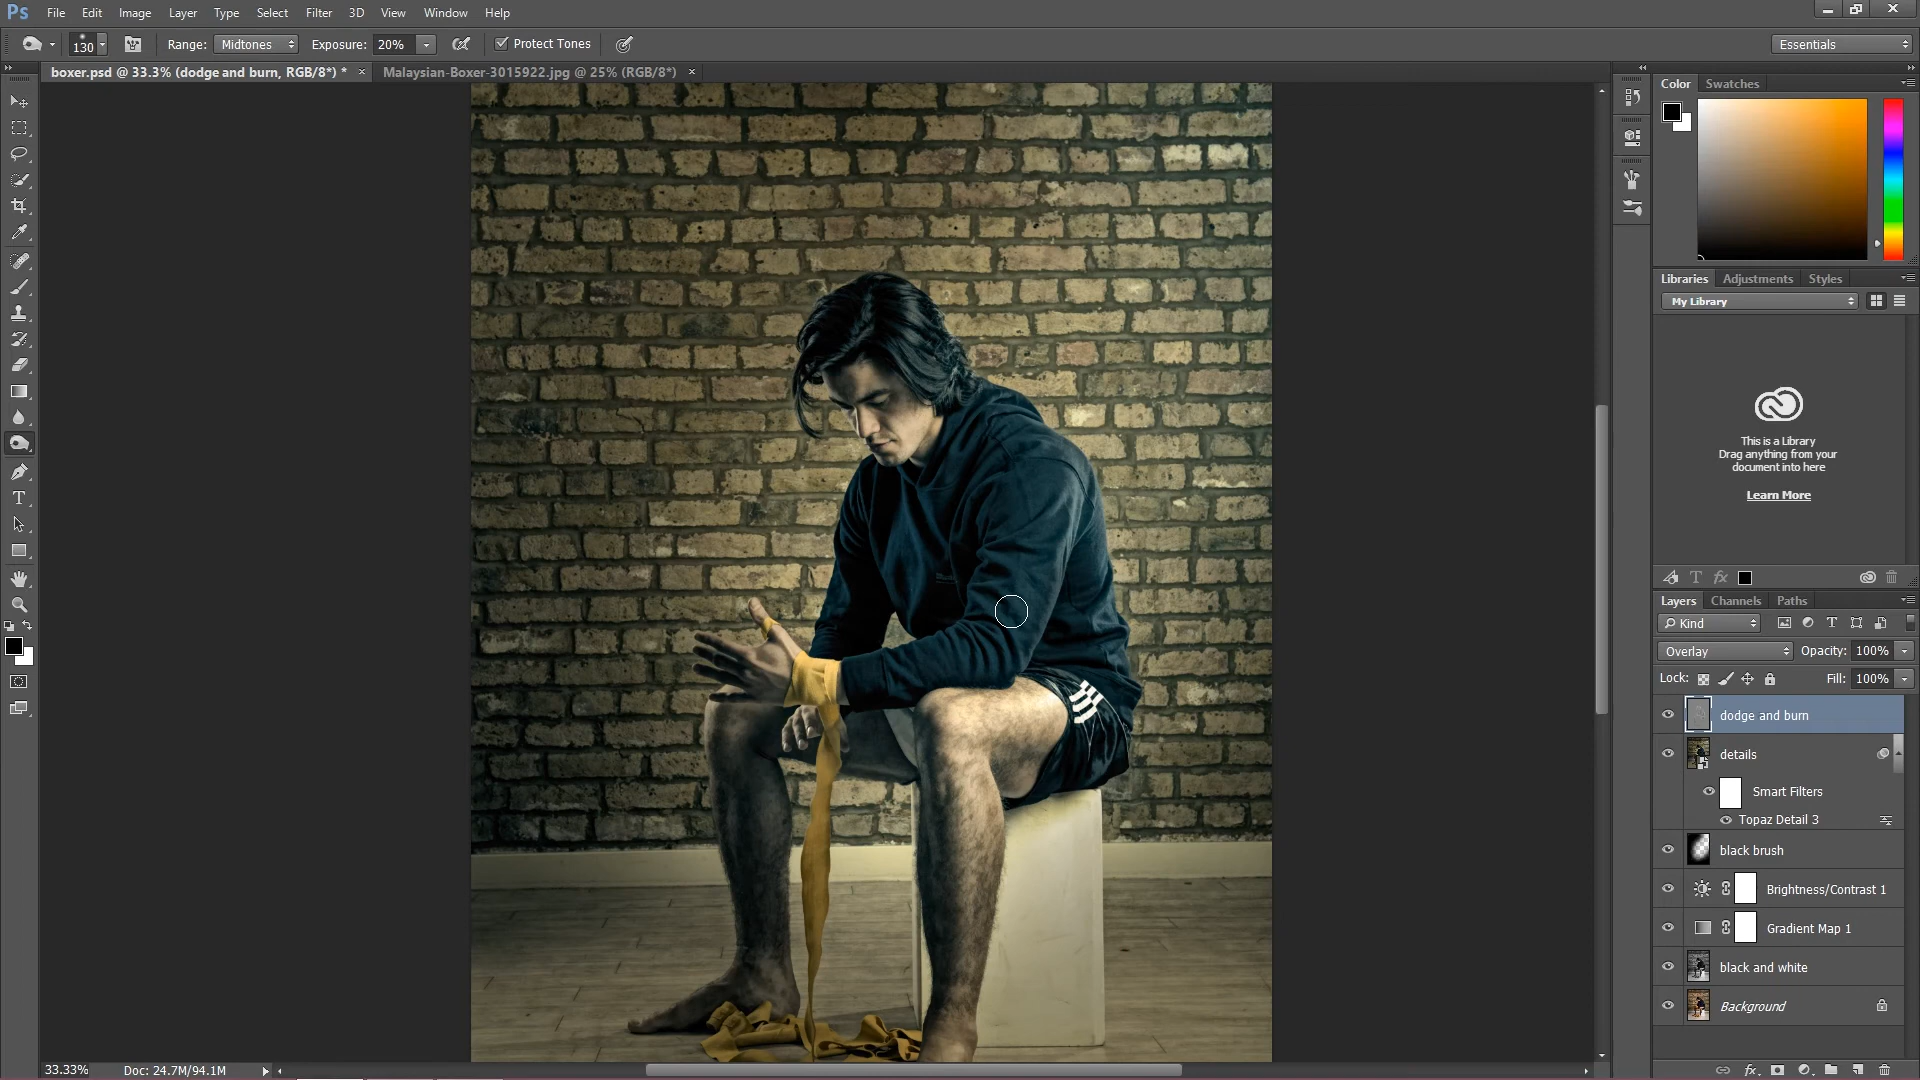 Ps File Edit Image Layer Type Select Filter 3D View Window Help
130 Range: Midtones Exposure: 20% Protect Tones Essentials
boxer.psd @ 33.3% (dodge and burn, RGB/8*) * × Malaysian-Boxer-3015922.jpg @ 25% (RGB/8*) ×
Color Swatches
Libraries Adjustments Styles
My Library
This is a Library
Drag anything from your
document into here
Learn More
T fx
Layers Channels Paths
Kind T
Overlay Opacity: 100%
Lock: Fill: 100%
dodge and burn
details
Smart Filters
Topaz Detail 3
black brush
Brightness/Contrast 1
Gradient Map 1
black and white
Background
33.33% Doc: 24.7M/94.1M fx